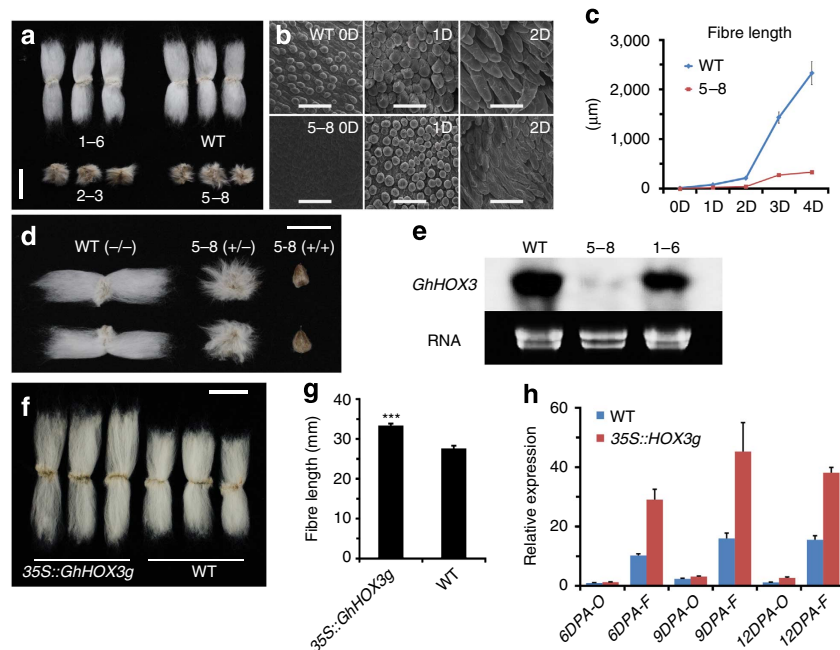 a
1–6
WT
2–3
5–8
b
WT 0D
1D
2D
5–8 0D
1D
2D
c
Fibre length
3,000
2,000
1,000
0
(μm)
WT
5–8
0D 1D 2D 3D 4D
d
WT (–/–)
5–8 (+/–)
5-8 (+/+)
e
WT 5–8 1–6
GhHOX3
RNA
f
35S::GhHOX3g
WT
g
Fibre length (mm)
40
30
20
10
0
***
35S::GhHOX3g
WT
h
Relative expression
60
40
20
0
WT
35S::HOX3g
6DPA-O
6DPA-F
9DPA-O
9DPA-F
12DPA-O
12DPA-F